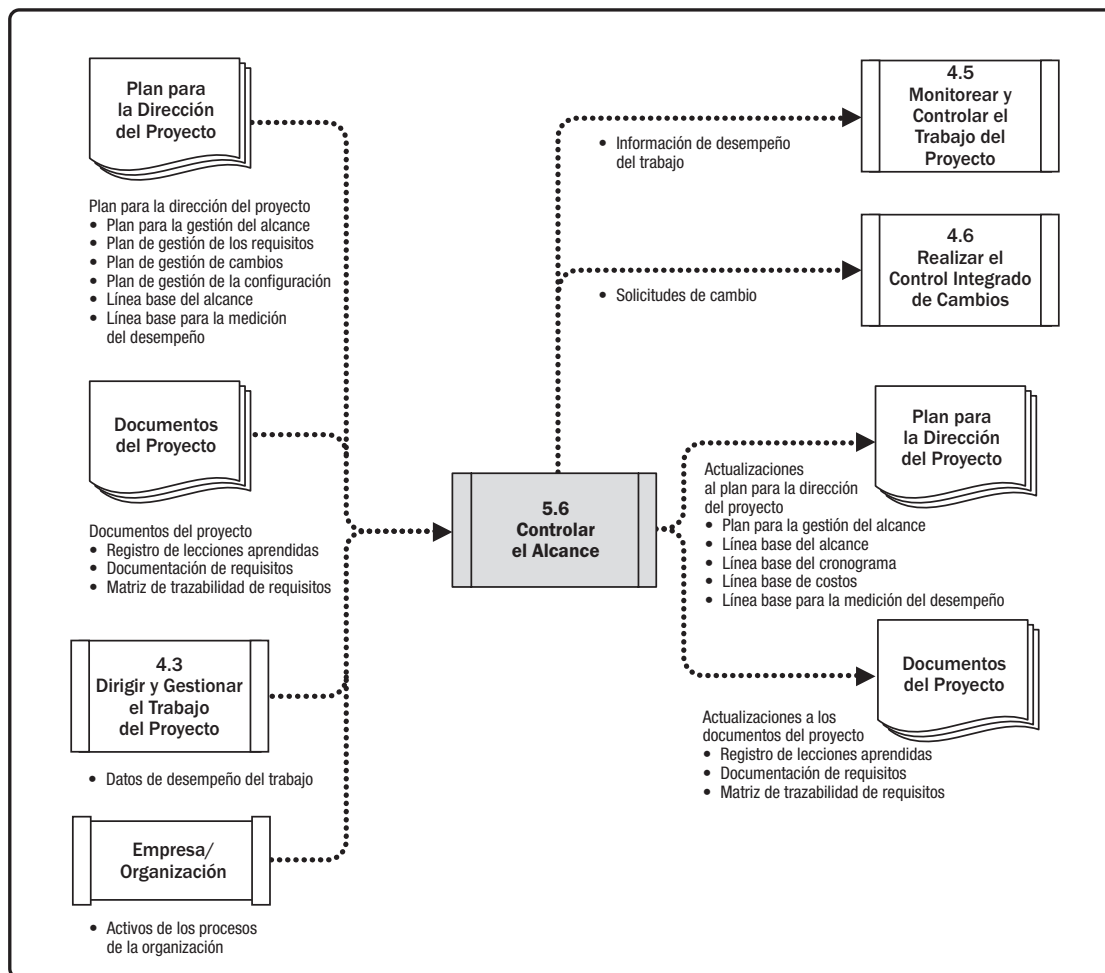 Plan para
la Dirección
del Proyecto
Plan para la dirección del proyecto
• Plan para la gestión del alcance
• Plan de gestión de los requisitos
• Plan de gestión de cambios
• Plan de gestión de la configuración
• Línea base del alcance
• Línea base para la medición
del desempeño
Documentos
del Proyecto
Documentos del proyecto
• Registro de lecciones aprendidas
• Documentación de requisitos
• Matriz de trazabilidad de requisitos
4.3
Dirigir y Gestionar
el Trabajo
del Proyecto
• Datos de desempeño del trabajo
Empresa/
Organización
• Activos de los procesos
de la organización
5.6
Controlar
el Alcance
• Información de desempeño
del trabajo
4.5
Monitorear y
Controlar el
Trabajo del
Proyecto
• Solicitudes de cambio
4.6
Realizar el
Control Integrado
de Cambios
Plan para
la Dirección
del Proyecto
Actualizaciones
al plan para la dirección
del proyecto
• Plan para la gestión del alcance
• Línea base del alcance
• Línea base del cronograma
• Línea base de costos
• Línea base para la medición del desempeño
Documentos
del Proyecto
Actualizaciones a los
documentos del proyecto
• Registro de lecciones aprendidas
• Documentación de requisitos
• Matriz de trazabilidad de requisitos